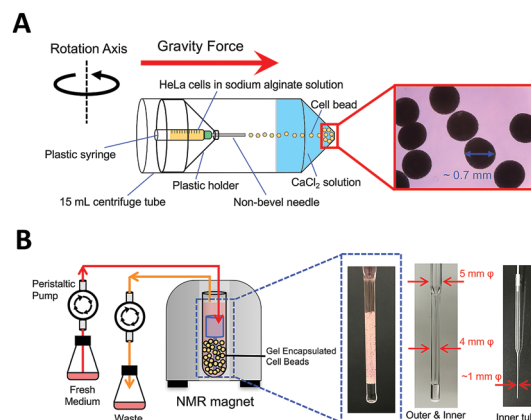 A
Rotation Axis
Gravity Force
HeLa cells in sodium alginate solution
Cell bead
Plastic syringe
Plastic holder
CaCl₂ solution
15 mL centrifuge tube
Non-bevel needle
~ 0.7 mm
B
Peristaltic
Pump
Fresh
Medium
Waste
NMR magnet
Gel Encapsulated
Cell Beads
5 mm φ
4 mm φ
~1 mm φ
Outer & Inner
Inner tu